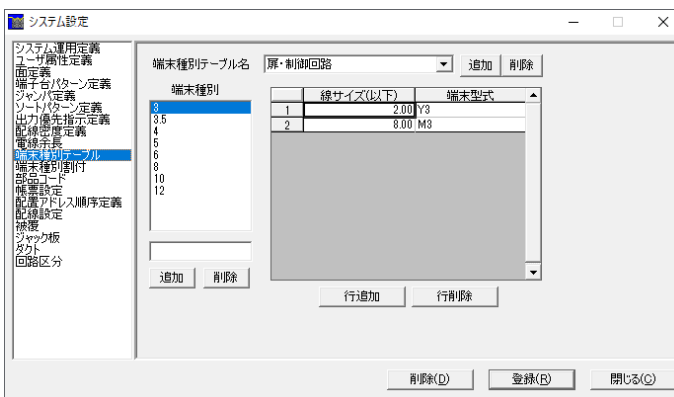 システム設定
システム運用定義
ユーザ属性定義
面定義
端子台パターン定義
ジャンパ定義
ソートパターン定義
出力優先指示定義
配線密度定義
電線余長
端末種別テーブル
端末種別割付
部品コード
帳票設定
配置アドレス順序定義
配線設定
被覆
ジャック板
ダクト
回路区分
端末種別テーブル名 扉・制御回路 追加 削除
端末種別
3
3.5
4
5
6
8
10
12
追加 削除
線サイズ(以下) 端末型式
1 2.00 Y3
2 8.00 M3
行追加 行削除
削除(D) 登録(R) 閉じる(C)